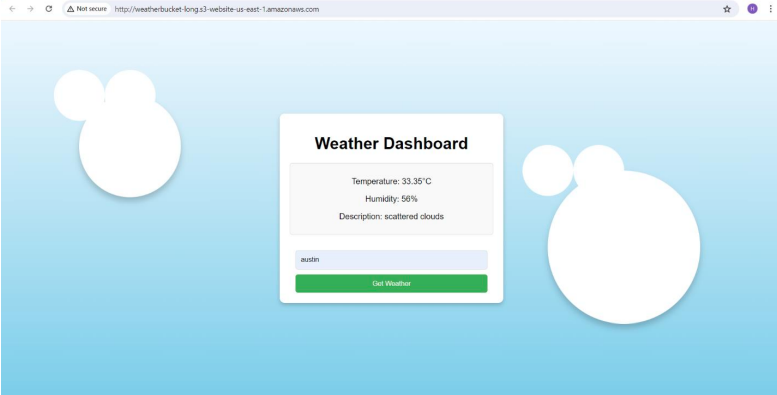 Not secure http://weatherbucket-long.s3-website-us-east-1.amazonaws.com
H
Weather Dashboard
Temperature: 33.35°C
Humidity: 56%
Description: scattered clouds
austin
Get Weather